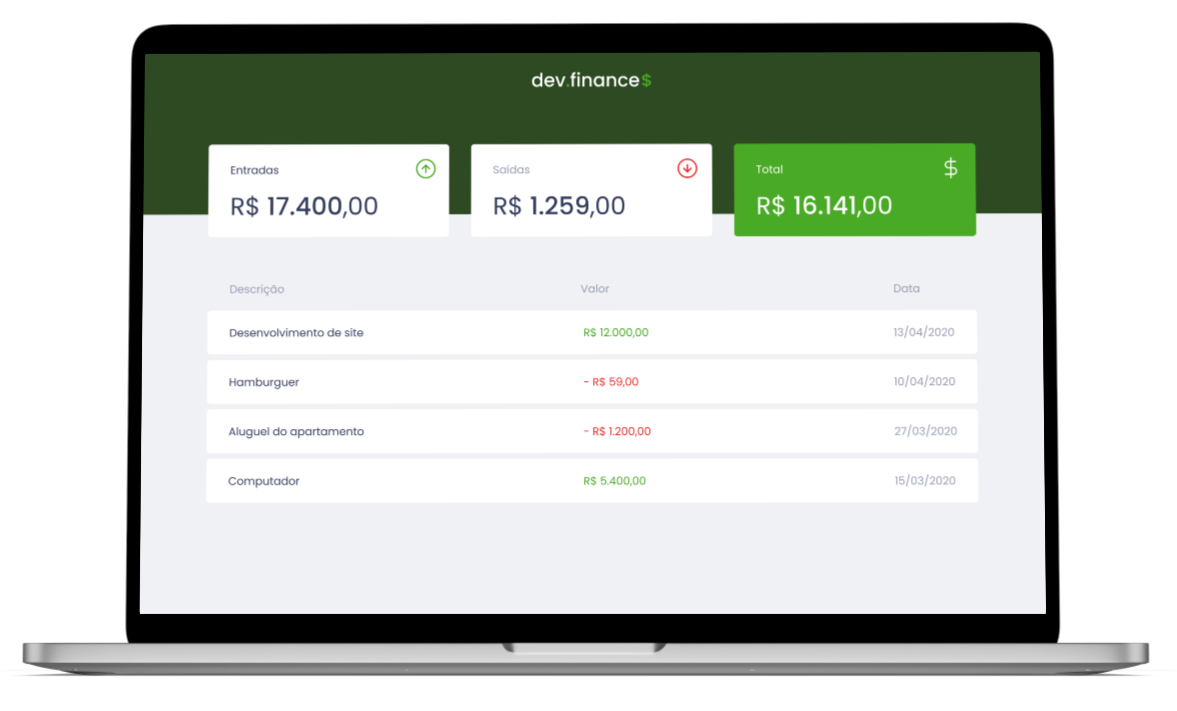 dev.finance$
Entradas
R$ 17.400,00
Saídas
R$ 1.259,00
Total
$
R$ 16.141,00
Descrição Valor Data
Desenvolvimento de site R$ 12.000,00 13/04/2020
Hamburguer - R$ 59,00 10/04/2020
Aluguel do apartamento - R$ 1.200,00 27/03/2020
Computador R$ 5.400,00 15/03/2020